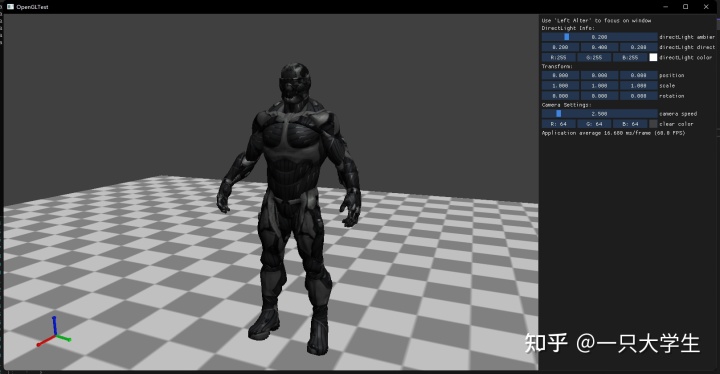 OpenGLTest
Use 'Left Alter' to focus on window
DirectLight Info:
0.200 directLight ambier
0.200 0.400 0.200 directLight direct
R:255 G:255 B:255 directLight color
Transform:
0.000 0.000 0.000 position
1.000 1.000 1.000 scale
0.000 0.000 0.000 rotation
Camera Settings:
2.500 camera speed
R: 64 G: 64 B: 64 clear color
Application average 16.680 ms/frame (60.0 FPS)
知乎 @一只大学生